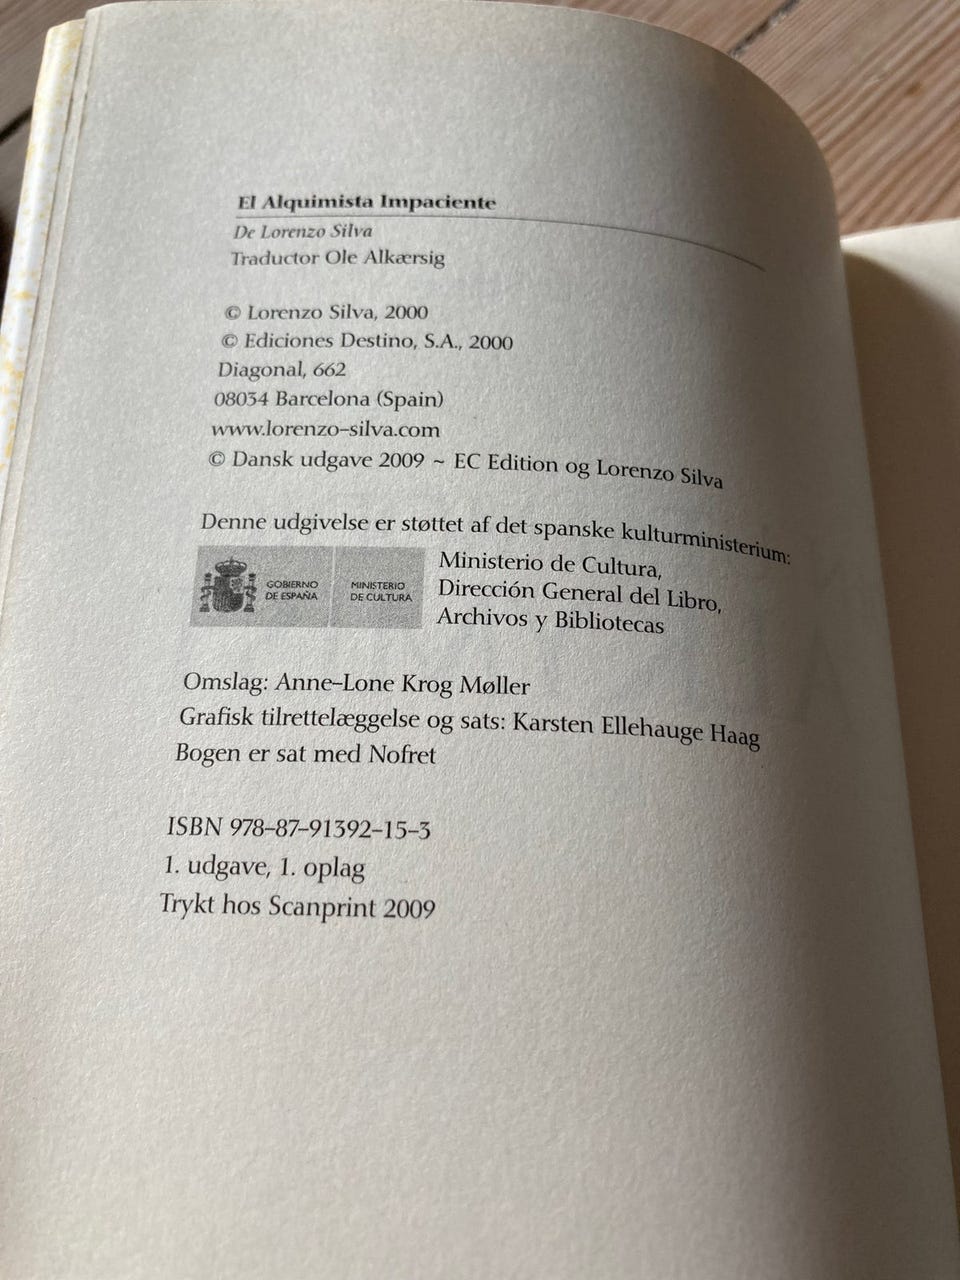 El Alquimista Impaciente
De Lorenzo Silva
Traductor Ole Alkærsig
© Lorenzo Silva, 2000
© Ediciones Destino, S.A., 2000
Diagonal, 662
08034 Barcelona (Spain)
www.lorenzo-silva.com
© Dansk udgave 2009 ~ EC Edition og Lorenzo Silva
Denne udgivelse er støttet af det spanske kulturministerium:
GOBIERNO
DE ESPAÑA
MINISTERIO
DE CULTURA
Ministerio de Cultura,
Dirección General del Libro,
Archivos y Bibliotecas
Omslag: Anne-Lone Krog Møller
Grafisk tilrettelæggelse og sats: Karsten Ellehauge Haag
Bogen er sat med Nofret
ISBN 978-87-91392-15-3
1. udgave, 1. oplag
Trykt hos Scanprint 2009